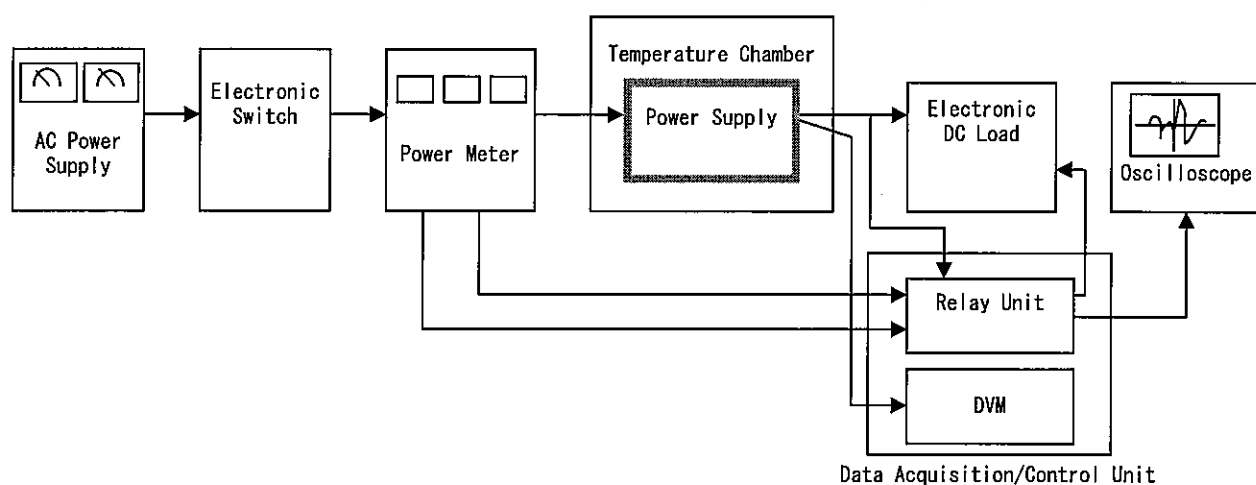 AC Power
Supply
Electronic
Switch
Power Meter
Temperature Chamber
Power Supply
Electronic
DC Load
Oscilloscope
Relay Unit
DVM
Data Acquisition/Control Unit